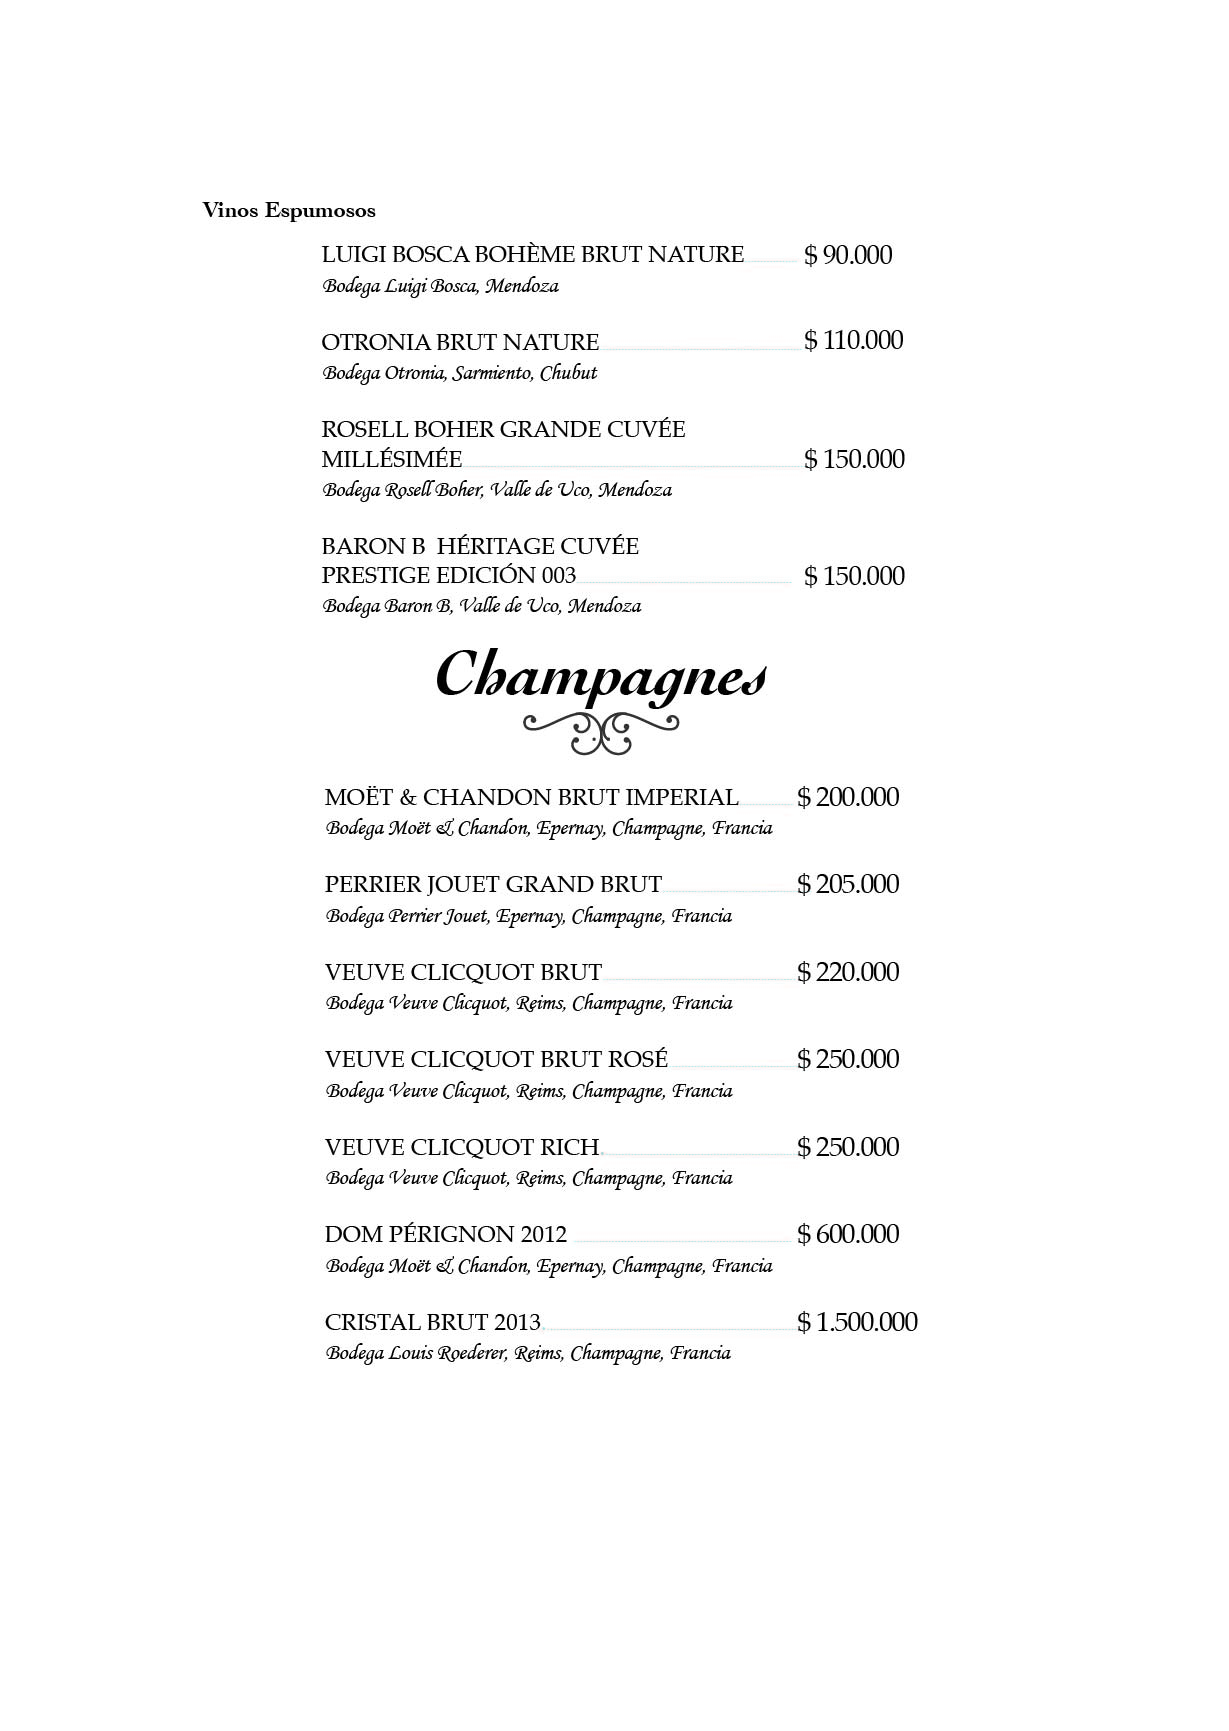 Vinos Espumosos
LUIGI BOSCA BOHÈME BRUT NATURE $ 90.000
Bodega Luigi Bosca, Mendoza
OTRONIA BRUT NATURE $ 110.000
Bodega Otronia, Sarmiento, Chubut
ROSELL BOHER GRANDE CUVÉE
MILLÉSIMÉE $ 150.000
Bodega Rosell Boher, Valle de Uco, Mendoza
BARON B HÉRITAGE CUVÉE
PRESTIGE EDICIÓN 003 $ 150.000
Bodega Baron B, Valle de Uco, Mendoza
Champagnes
MOËT & CHANDON BRUT IMPERIAL $ 200.000
Bodega Moët & Chandon, Epernay, Champagne, Francia
PERRIER JOUET GRAND BRUT $ 205.000
Bodega Perrier Jouet, Epernay, Champagne, Francia
VEUVE CLICQUOT BRUT $ 220.000
Bodega Veuve Clicquot, Reims, Champagne, Francia
VEUVE CLICQUOT BRUT ROSÉ $ 250.000
Bodega Veuve Clicquot, Reims, Champagne, Francia
VEUVE CLICQUOT RICH. $ 250.000
Bodega Veuve Clicquot, Reims, Champagne, Francia
DOM PÉRIGNON 2012 $ 600.000
Bodega Moët & Chandon, Epernay, Champagne, Francia
CRISTAL BRUT 2013 $ 1.500.000
Bodega Louis Roederer, Reims, Champagne, Francia